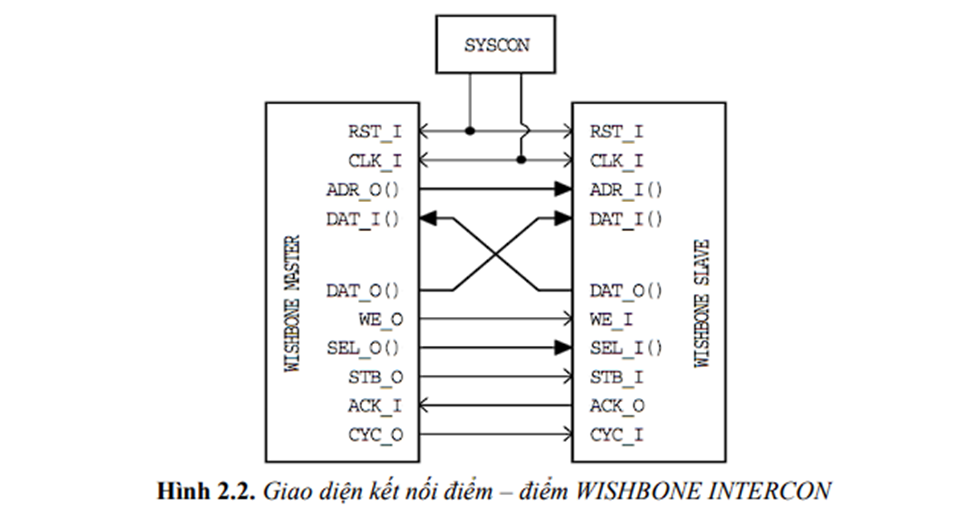 SYSCON
WISHBONE MASTER
RST_I
CLK_I
ADR_O()
DAT_I()
DAT_O()
WE_O
SEL_O()
STB_O
ACK_I
CYC_O
RST_I
CLK_I
ADR_I()
DAT_I()
DAT_O()
WE_I
SEL_I()
STB_I
ACK_O
CYC_I
WISHBONE SLAVE
Hình 2.2. Giao diện kết nối điểm – điểm WISHBONE INTERCON